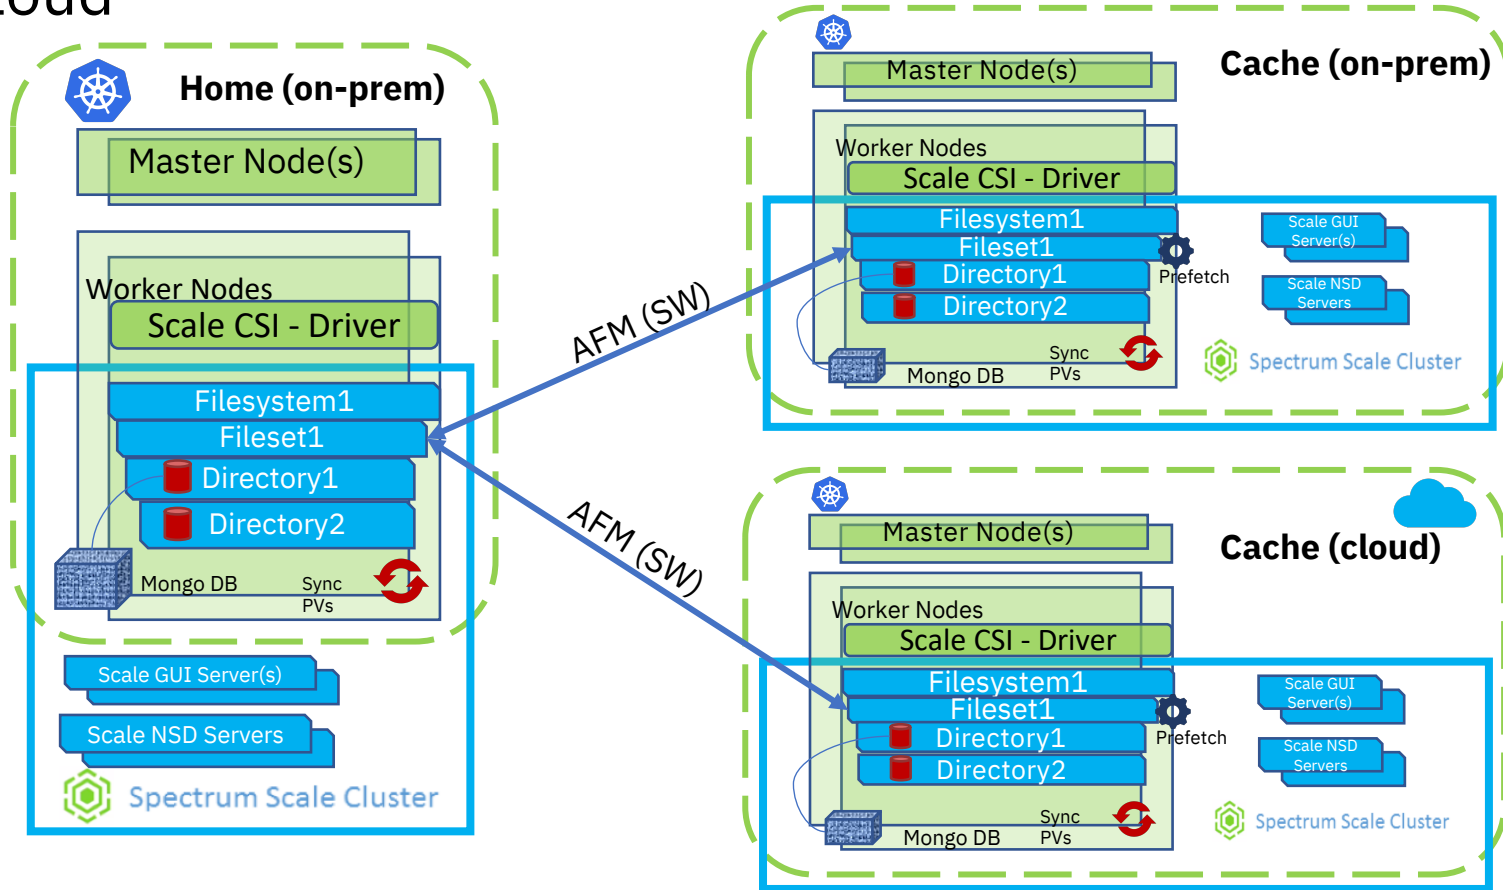 Home (on-prem)
Master Node(s)
Worker Nodes
Scale CSI - Driver
Filesystem1
Fileset1
Directory1
Directory2
Mongo DB
Sync
PVs
Scale GUI Server(s)
Scale NSD Servers
Spectrum Scale Cluster
AFM (SW)
AFM (SW)
Cache (on-prem)
Master Node(s)
Worker Nodes
Scale CSI - Driver
Filesystem1
Fileset1
Directory1
Directory2
Prefetch
Mongo DB
Sync
PVs
Scale GUI
Server(s)
Scale NSD
Servers
Spectrum Scale Cluster
Cache (cloud)
Master Node(s)
Worker Nodes
Scale CSI - Driver
Filesystem1
Fileset1
Directory1
Directory2
Prefetch
Mongo DB
Sync
PVs
Scale GUI
Server(s)
Scale NSD
Servers
Spectrum Scale Cluster